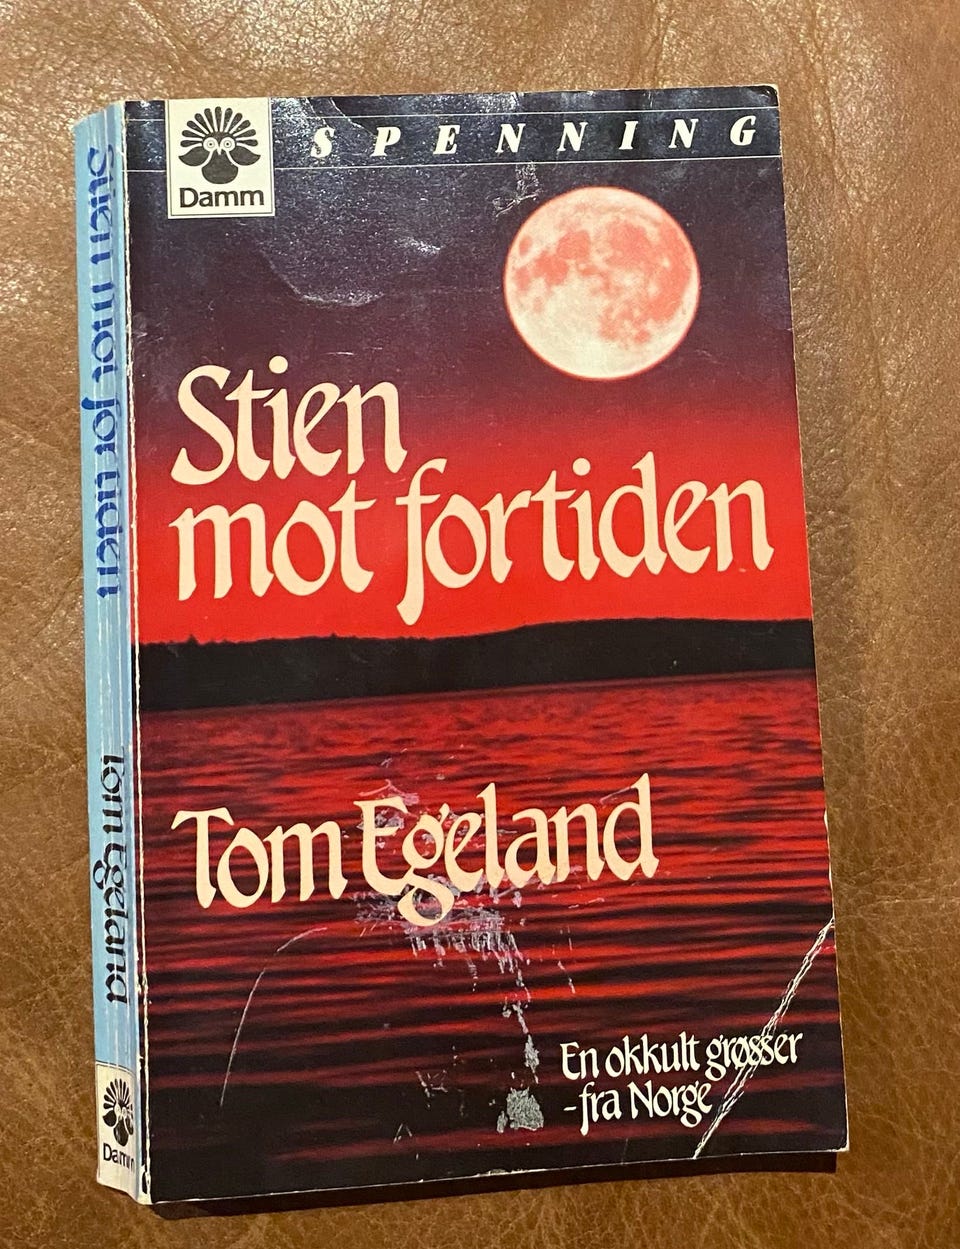 Damm
SPENNING
Stien
mot fortiden
Tom Egeland
En okkult grøsser
-fra Norge
Stien mot fortiden
Tom Egeland
Damm